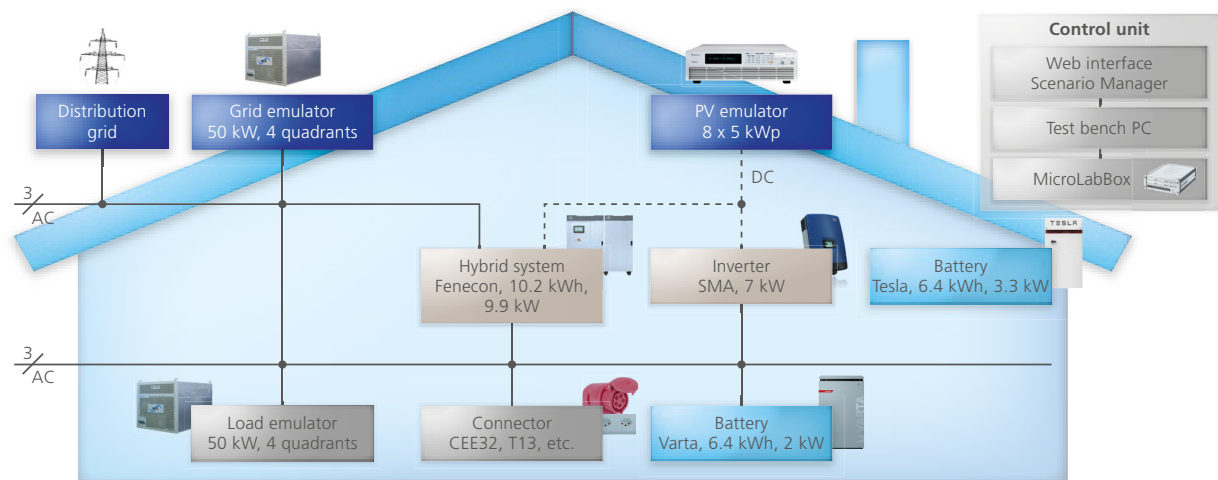 Control unit
Web interface
Scenario Manager
Test bench PC
MicroLabBox
Distribution
grid
Grid emulator
50 kW, 4 quadrants
PV emulator
8 x 5 kWp
DC
3
AC
TESLA
Hybrid system
Fenecon, 10.2 kWh,
9.9 kW
Inverter
SMA, 7 kW
Battery
Tesla, 6.4 kWh, 3.3 kW
3
AC
VARTA
Load emulator
50 kW, 4 quadrants
Connector
CEE32, T13, etc.
Battery
Varta, 6.4 kWh, 2 kW